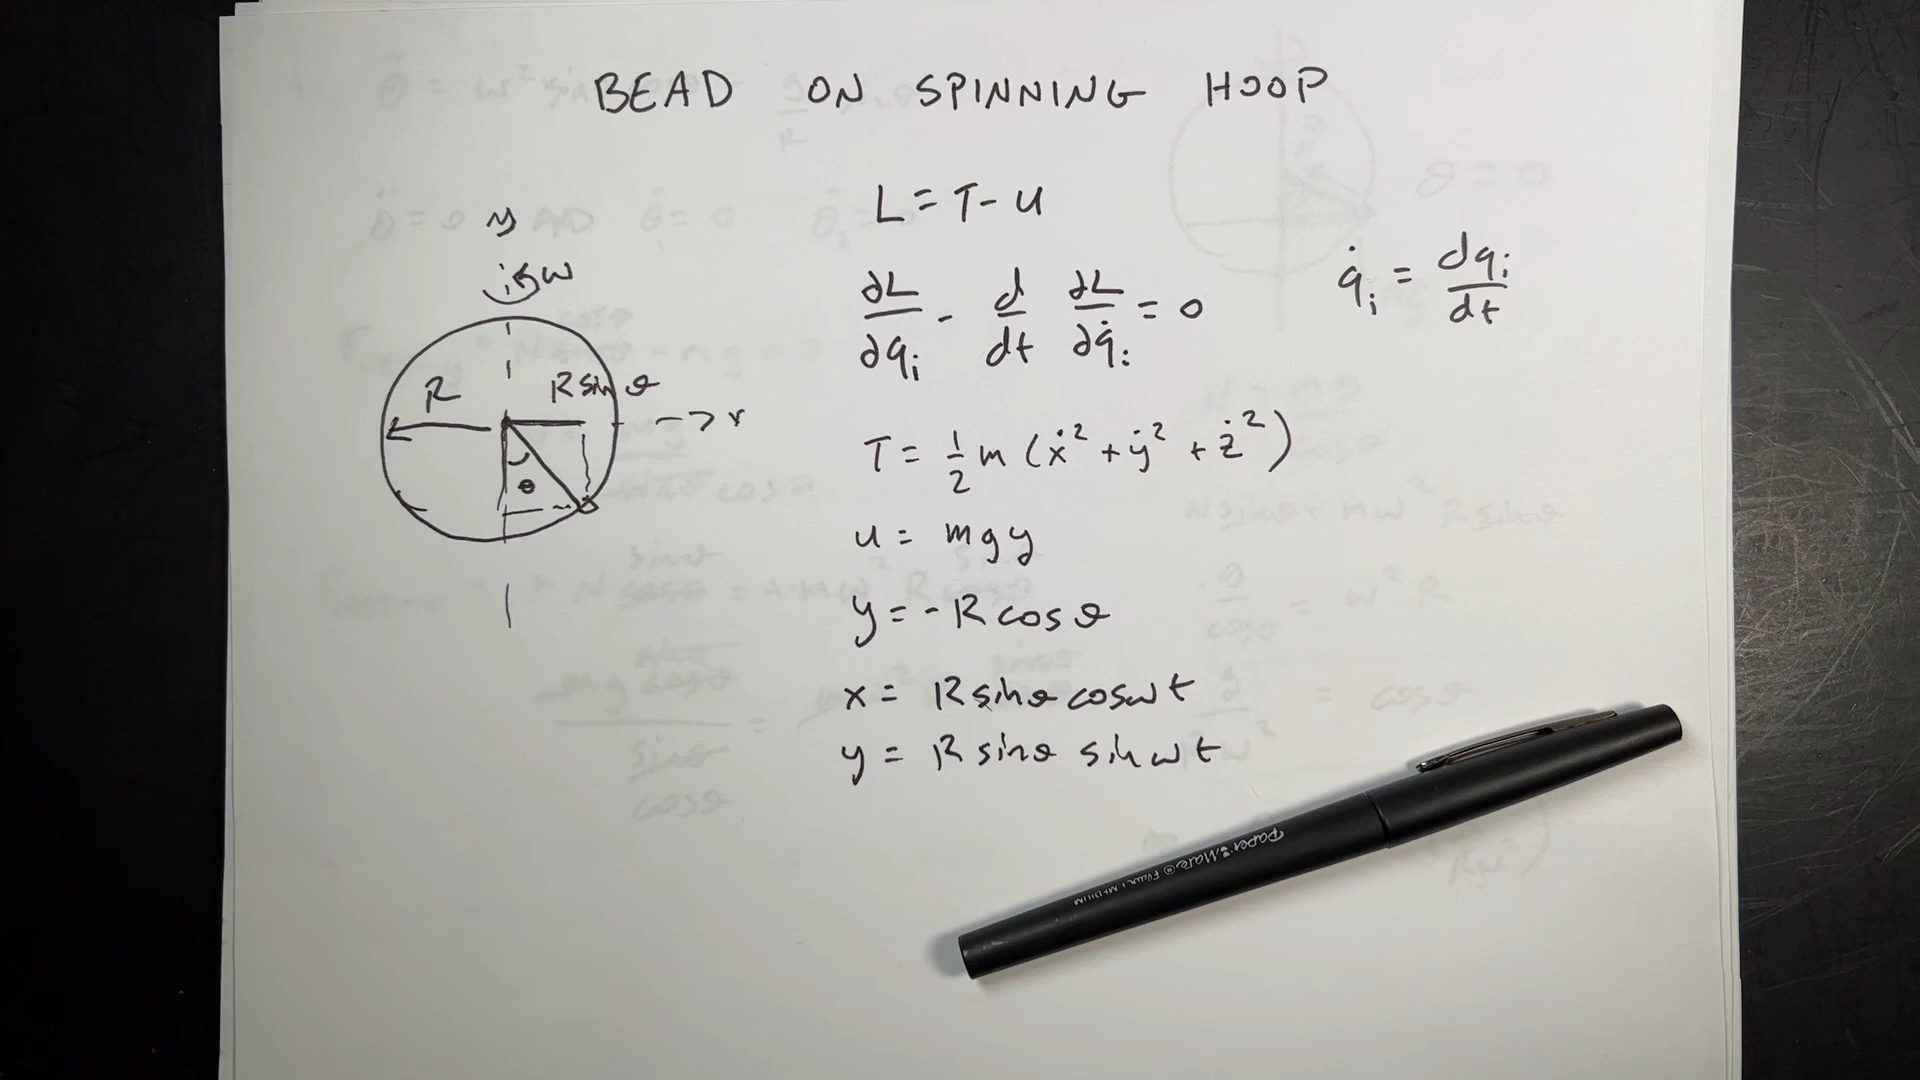 BEAD ON SPINNING HOOP
L = T - U
∂L/∂qᵢ - d/dt ∂L/∂q̇ᵢ = 0
q̇ᵢ = dqᵢ/dt
y
ω
R
R sin θ
-> x
θ
T = 1/2 m (ẋ² + ẏ² + ż²)
U = mgy
y = -R cos θ
x = R sin θ cos ωt
y = R sin θ sin ωt
Paper:Mate® Flair. MEDIUM